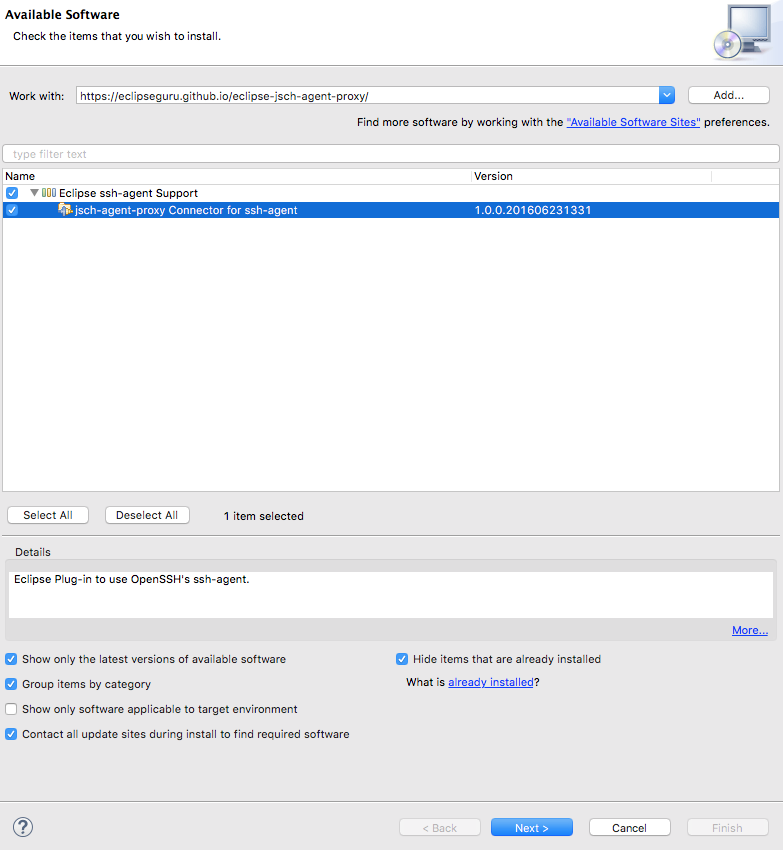 Available Software
Check the items that you wish to install.
Work with: https://eclipseguru.github.io/eclipse-jsch-agent-proxy/ Add...
Find more software by working with the "Available Software Sites" preferences.
type filter text
Name Version
Eclipse ssh-agent Support
jsch-agent-proxy Connector for ssh-agent 1.0.0.201606231331
Select All Deselect All 1 item selected
Details
Eclipse Plug-in to use OpenSSH's ssh-agent.
More...
Show only the latest versions of available software Hide items that are already installed
Group items by category What is already installed?
Show only software applicable to target environment
Contact all update sites during install to find required software
? < Back Next > Cancel Finish